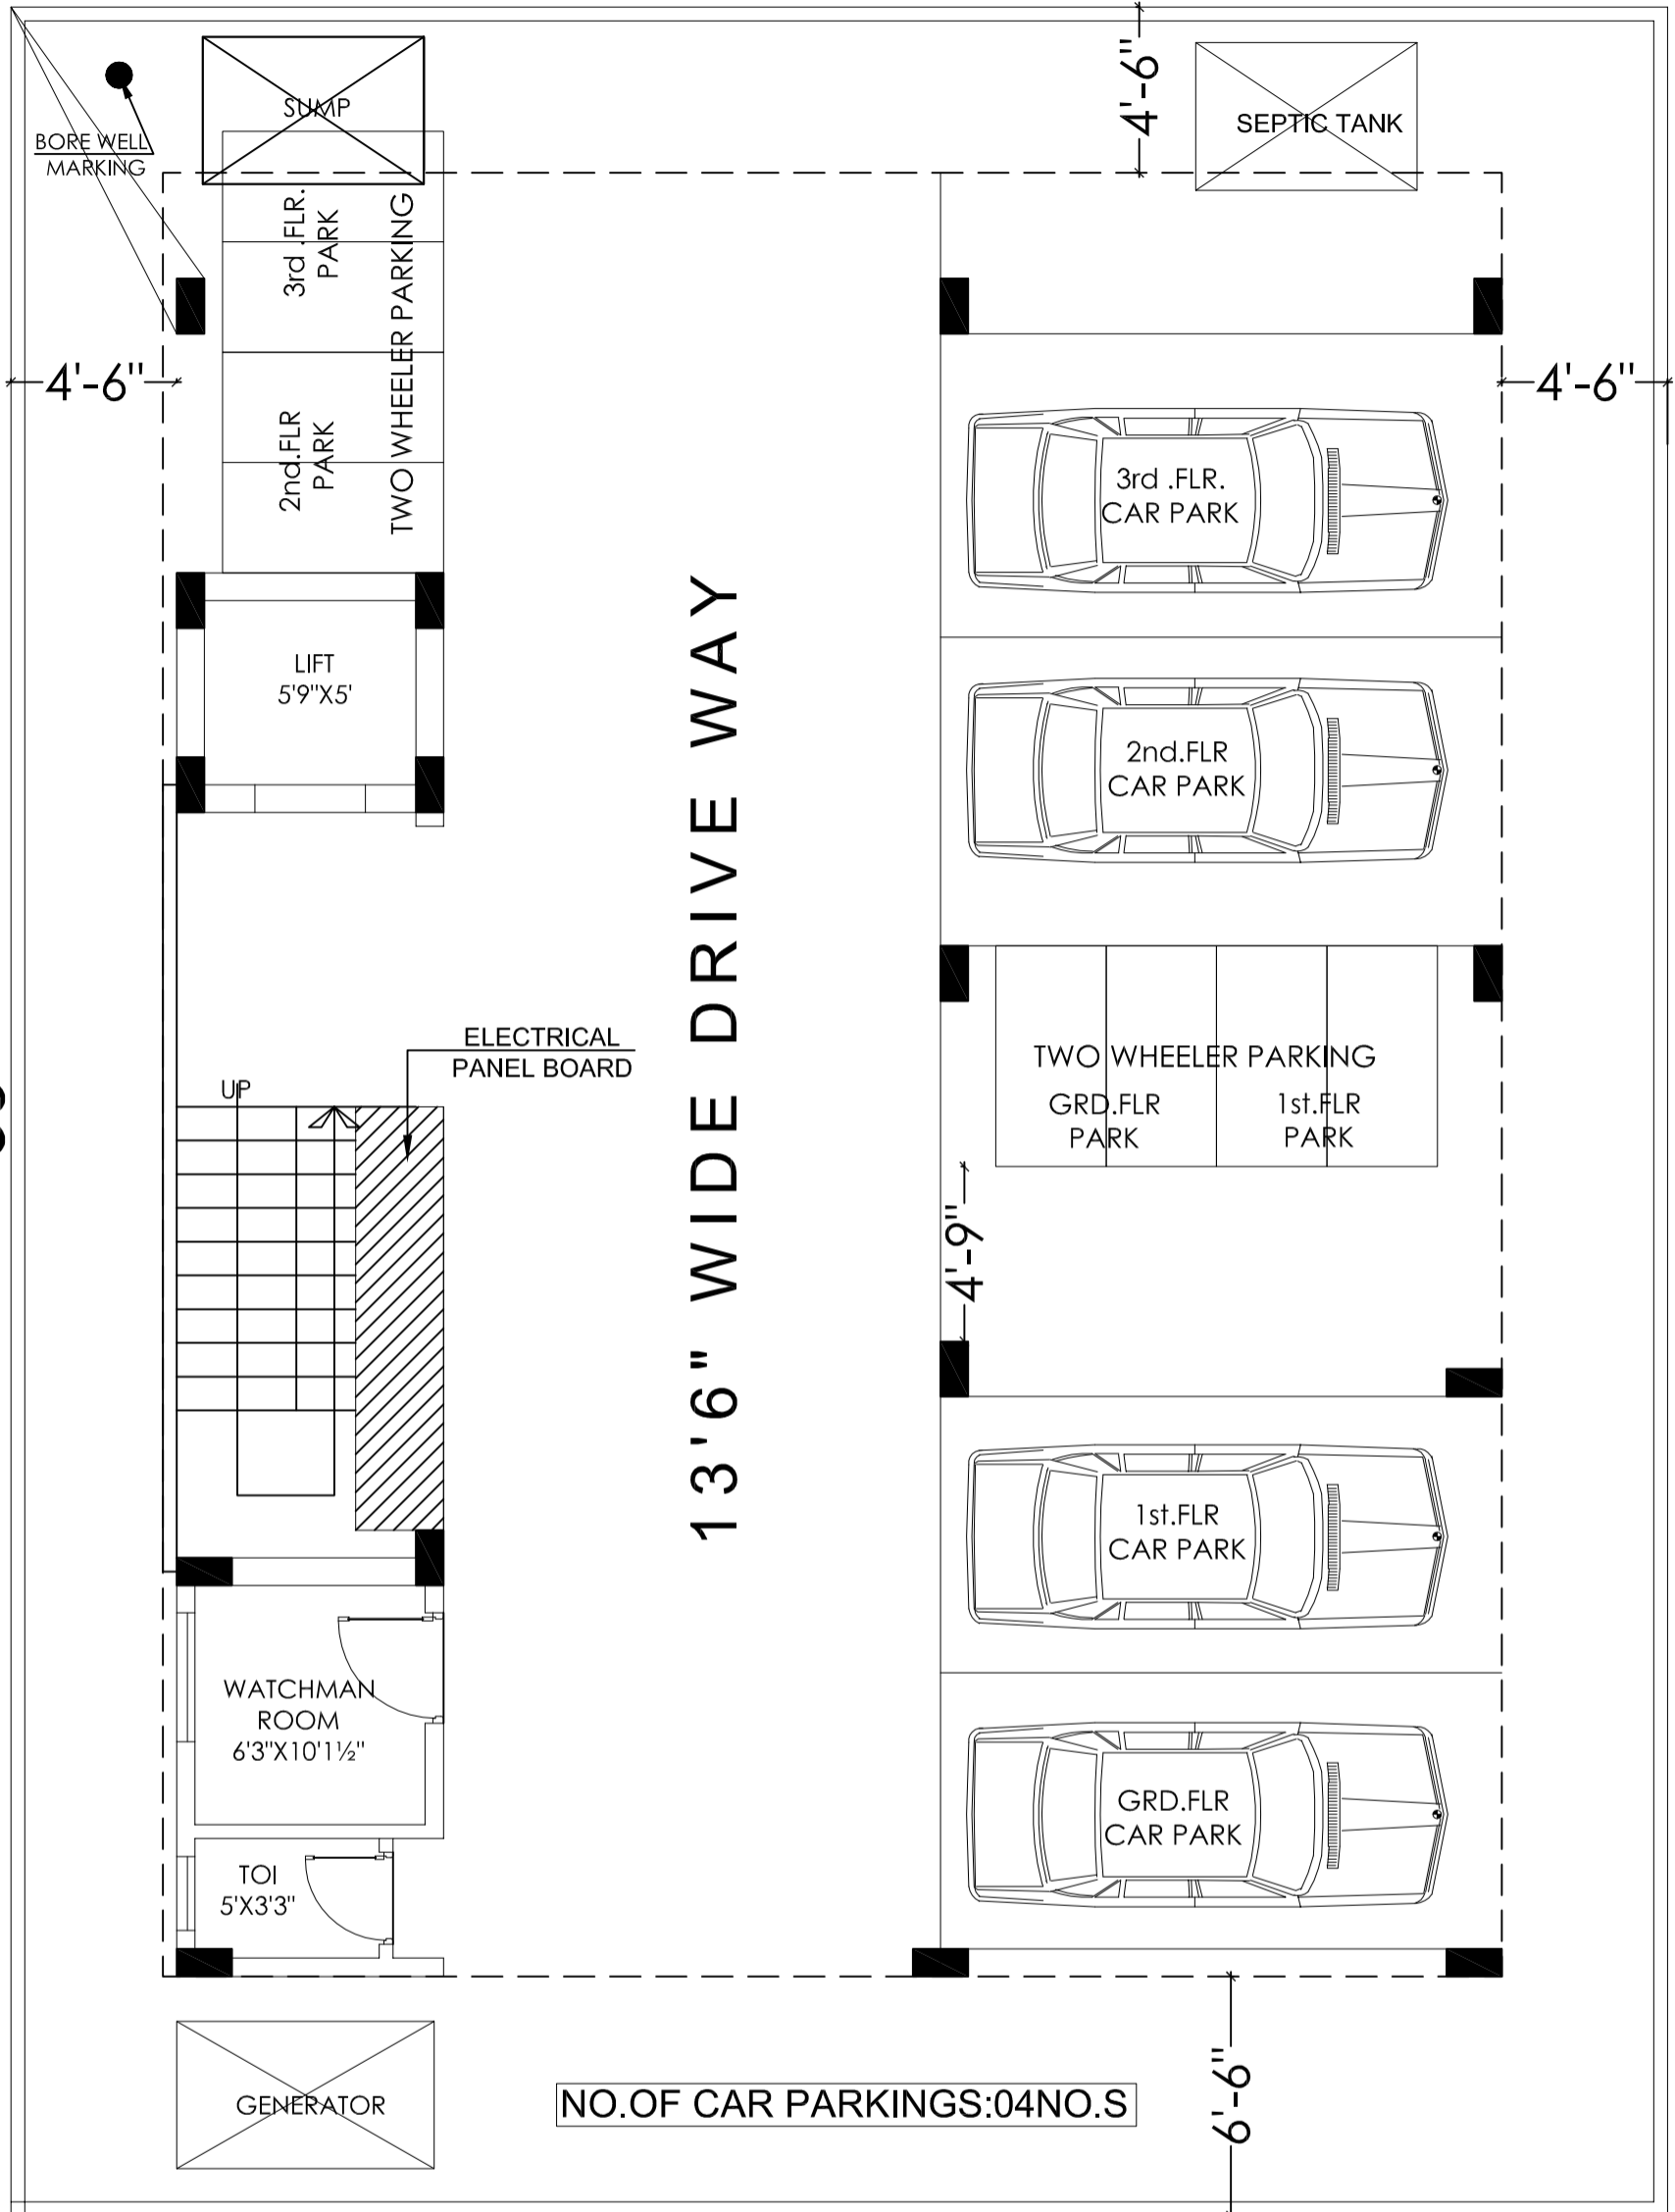 4'-6"
SUMP
SEPTIC TANK
BORE WELL
MARKING
3rd .FLR.
PARK
TWO WHEELER PARKING
2nd.FLR
PARK
4'-6"
4'-6"
3rd .FLR.
CAR PARK
LIFT
5'9"X5'
2nd.FLR
CAR PARK
13'6" WIDE DRIVE WAY
ELECTRICAL
PANEL BOARD
UP
TWO WHEELER PARKING
GRD.FLR
PARK
1st.FLR
PARK
4'-9"
1st.FLR
CAR PARK
WATCHMAN
ROOM
6'3"X10'1½"
GRD.FLR
CAR PARK
TOI
5'X3'3"
GENERATOR
NO.OF CAR PARKINGS:04NO.S
6'-6"